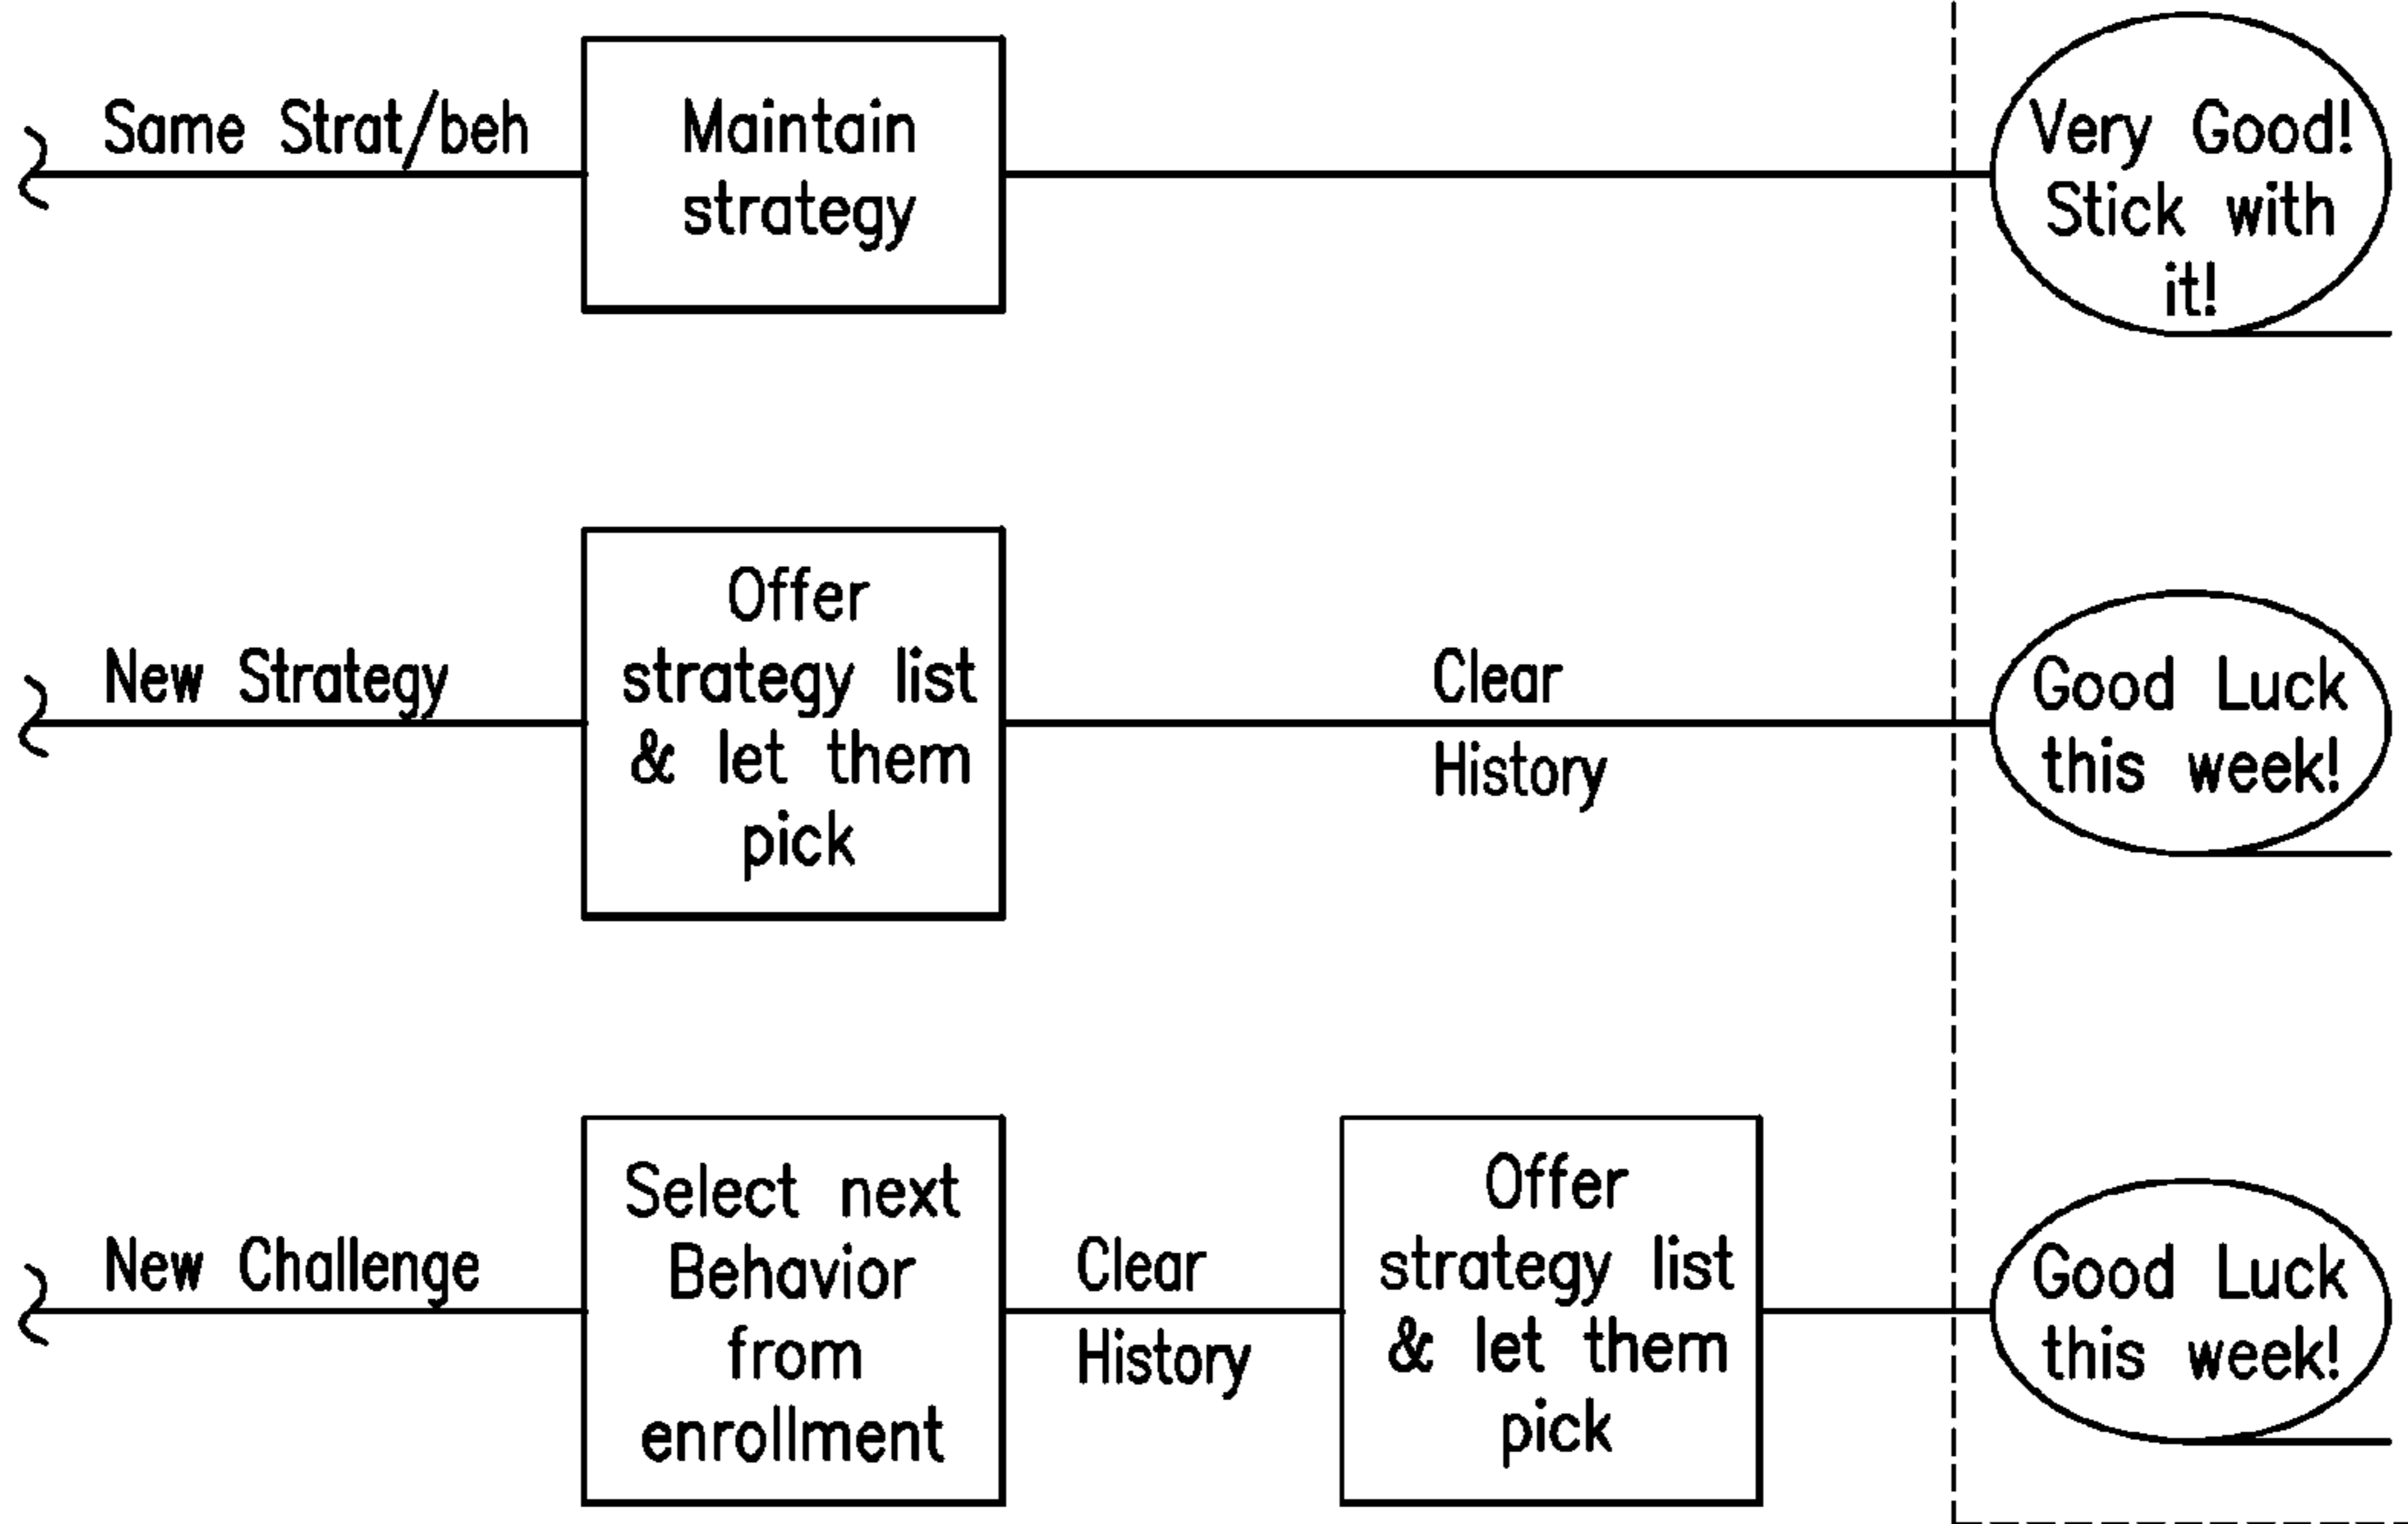 Same Strat/beh
Maintain
strategy
Very Good!
Stick with
it!
New Strategy
Offer
strategy list
& let them
pick
Clear
History
Good Luck
this week!
New Challenge
Select next
Behavior
from
enrollment
Clear
History
Offer
strategy list
& let them
pick
Good Luck
this week!